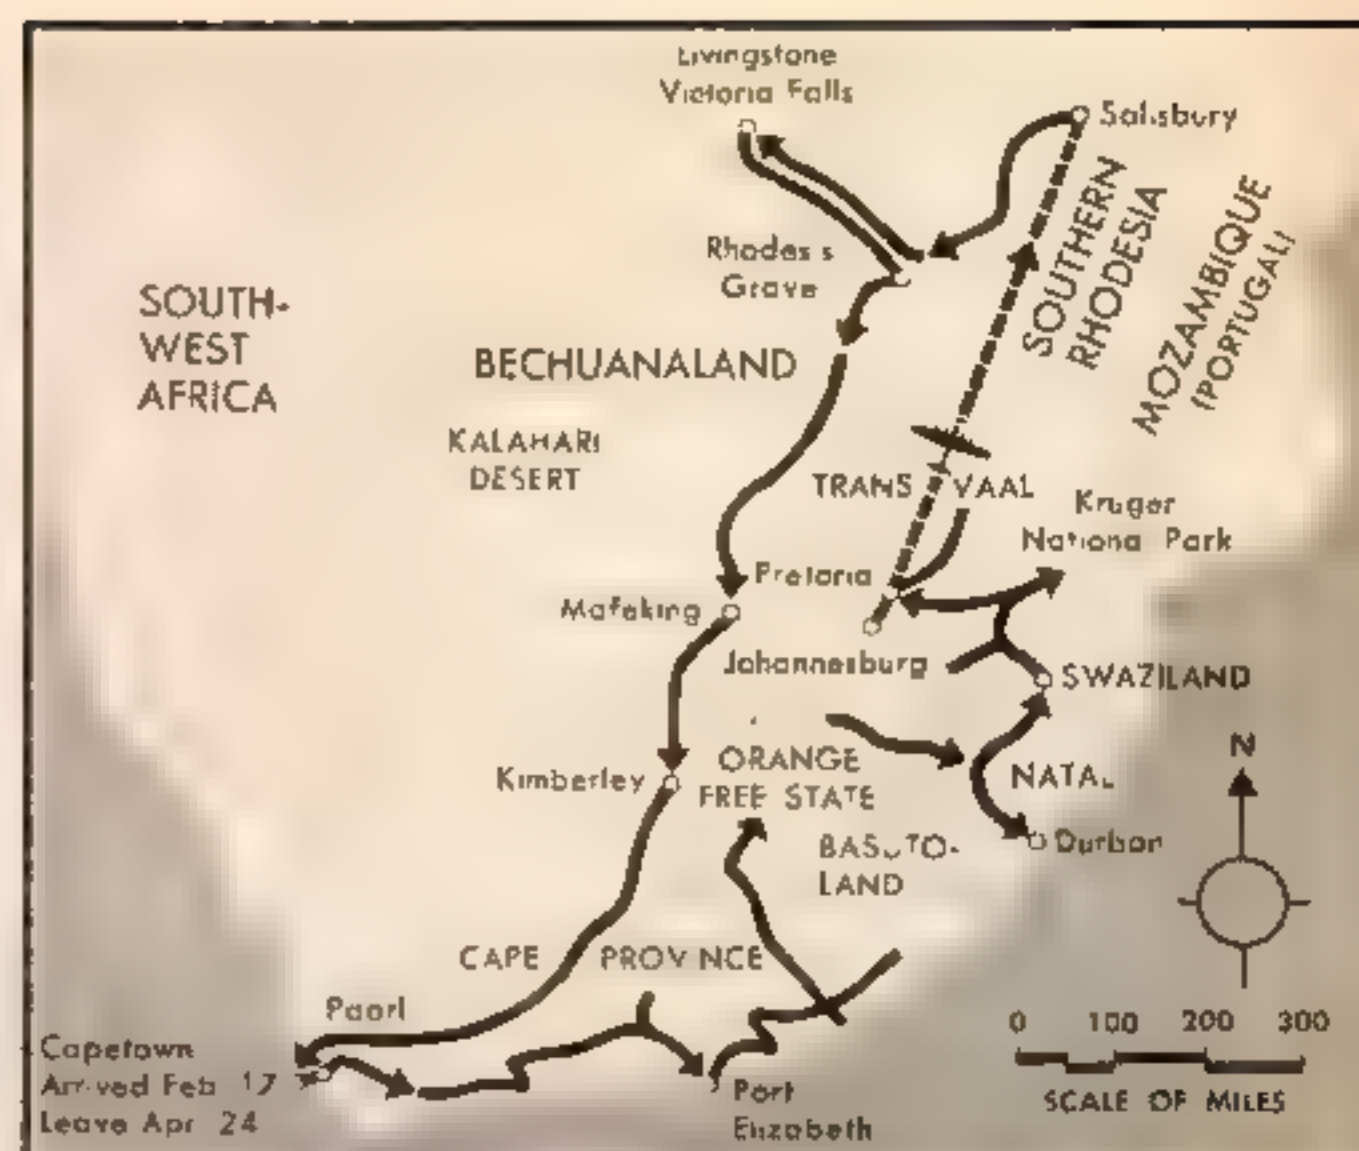 Livingstone
Victoria Falls
Salisbury
SOUTHERN
RHODESIA
MOZAMBIQUE
(PORTUGAL)
Rhodes's
Grave
SOUTH-
WEST
AFRICA
BECHUANALAND
KALAHARI
DESERT
TRANSVAAL
Kruger
National Park
Pretoria
Mafeking
Johannesburg
SWAZILAND
N
ORANGE
FREE STATE
Kimberley
NATAL
BASUTO-
LAND
Durban
CAPE PROVINCE
Paarl
Capetown
Arrived Feb 17
Leave Apr 24
Port
Elizabeth
0 100 200 300
SCALE OF MILES